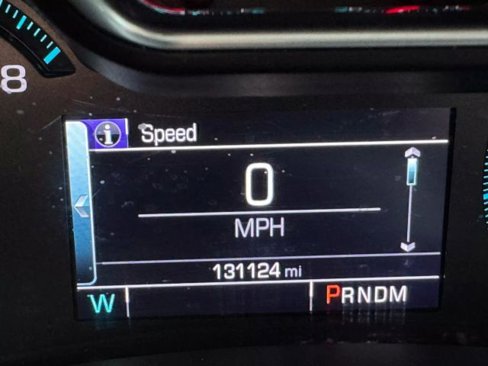 8
i Speed
0
MPH
131124 mi
W PRNDM